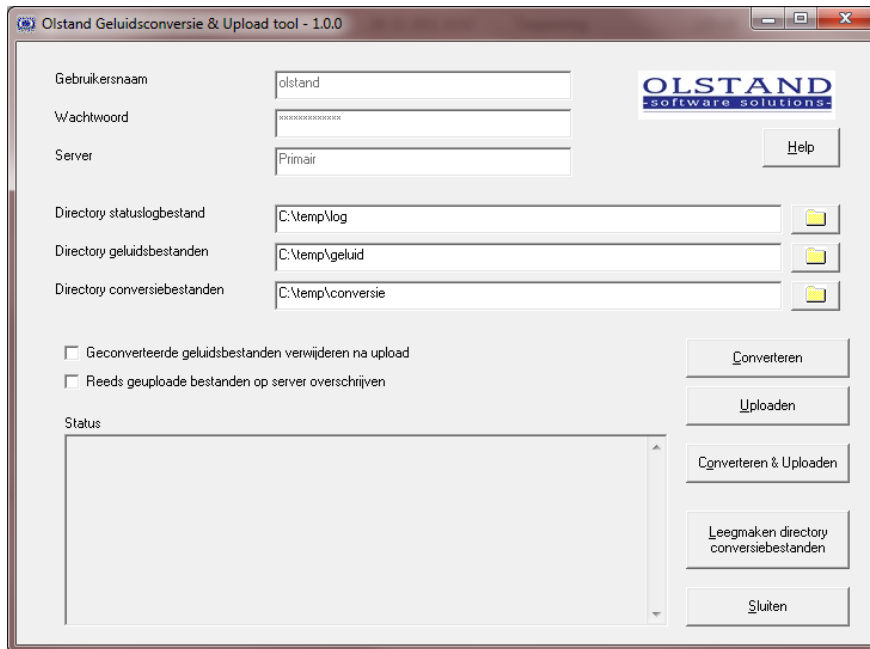 Olstand Geluidsconversie & Upload tool - 1.0.0
Gebruikersnaam
olstand
OLSTAND
-software solutions-
Wachtwoord
*************
Help
Server
Primair
Directory statuslogbestand
C:\temp\log
Directory geluidsbestanden
C:\temp\geluid
Directory conversiebestanden
C:\temp\conversie
Geconverteerde geluidsbestanden verwijderen na upload
Converteren
Reeds geuploade bestanden op server overschrijven
Uploaden
Status
Converteren & Uploaden
Leegmaken directory
conversiebestanden
Sluiten